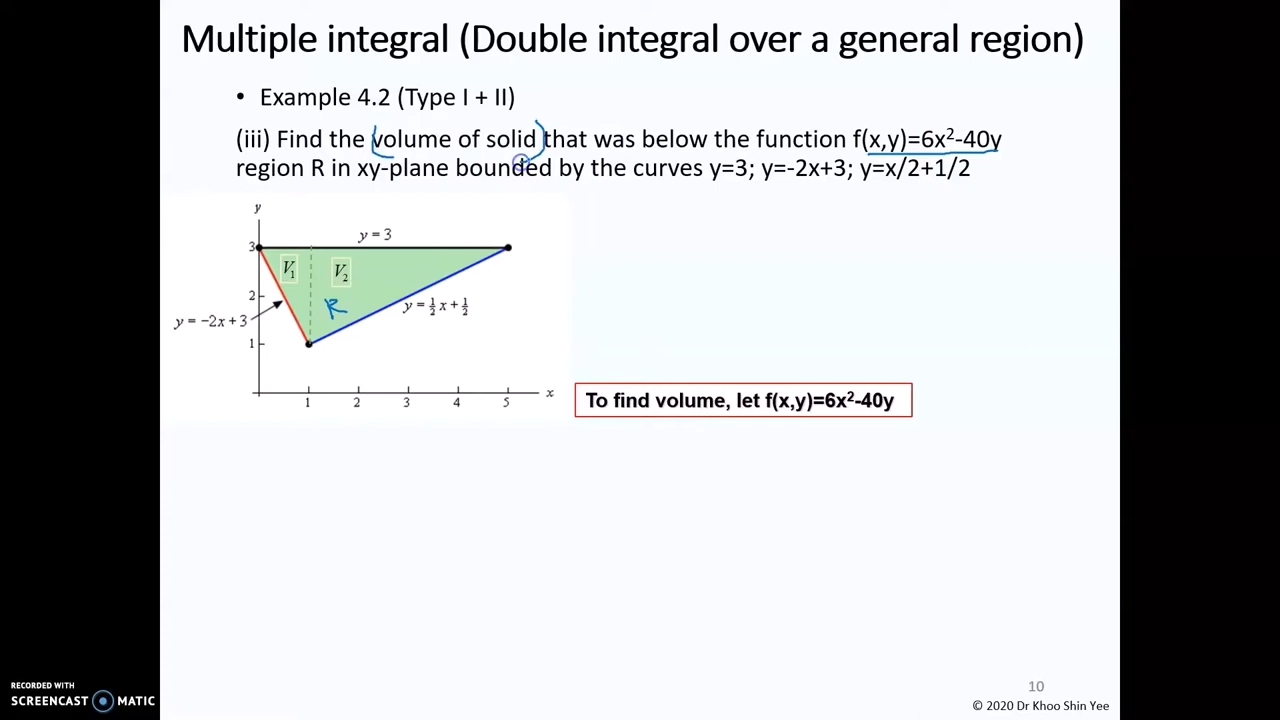 Multiple integral (Double integral over a general region)
• Example 4.2 (Type I + II)
(iii) Find the volume of solid that was below the function f(x,y)=6x²-40y
region R in xy-plane bounded by the curves y=3; y=-2x+3; y=x/2+1/2
y
y = 3
3
V₁
V₂
2
R
y = ½x + ½
y = −2x + 3
1
x
1 2 3 4 5
To find volume, let f(x,y)=6x²-40y
RECORDED WITH
SCREENCAST MATIC
10
© 2020 Dr Khoo Shin Yee